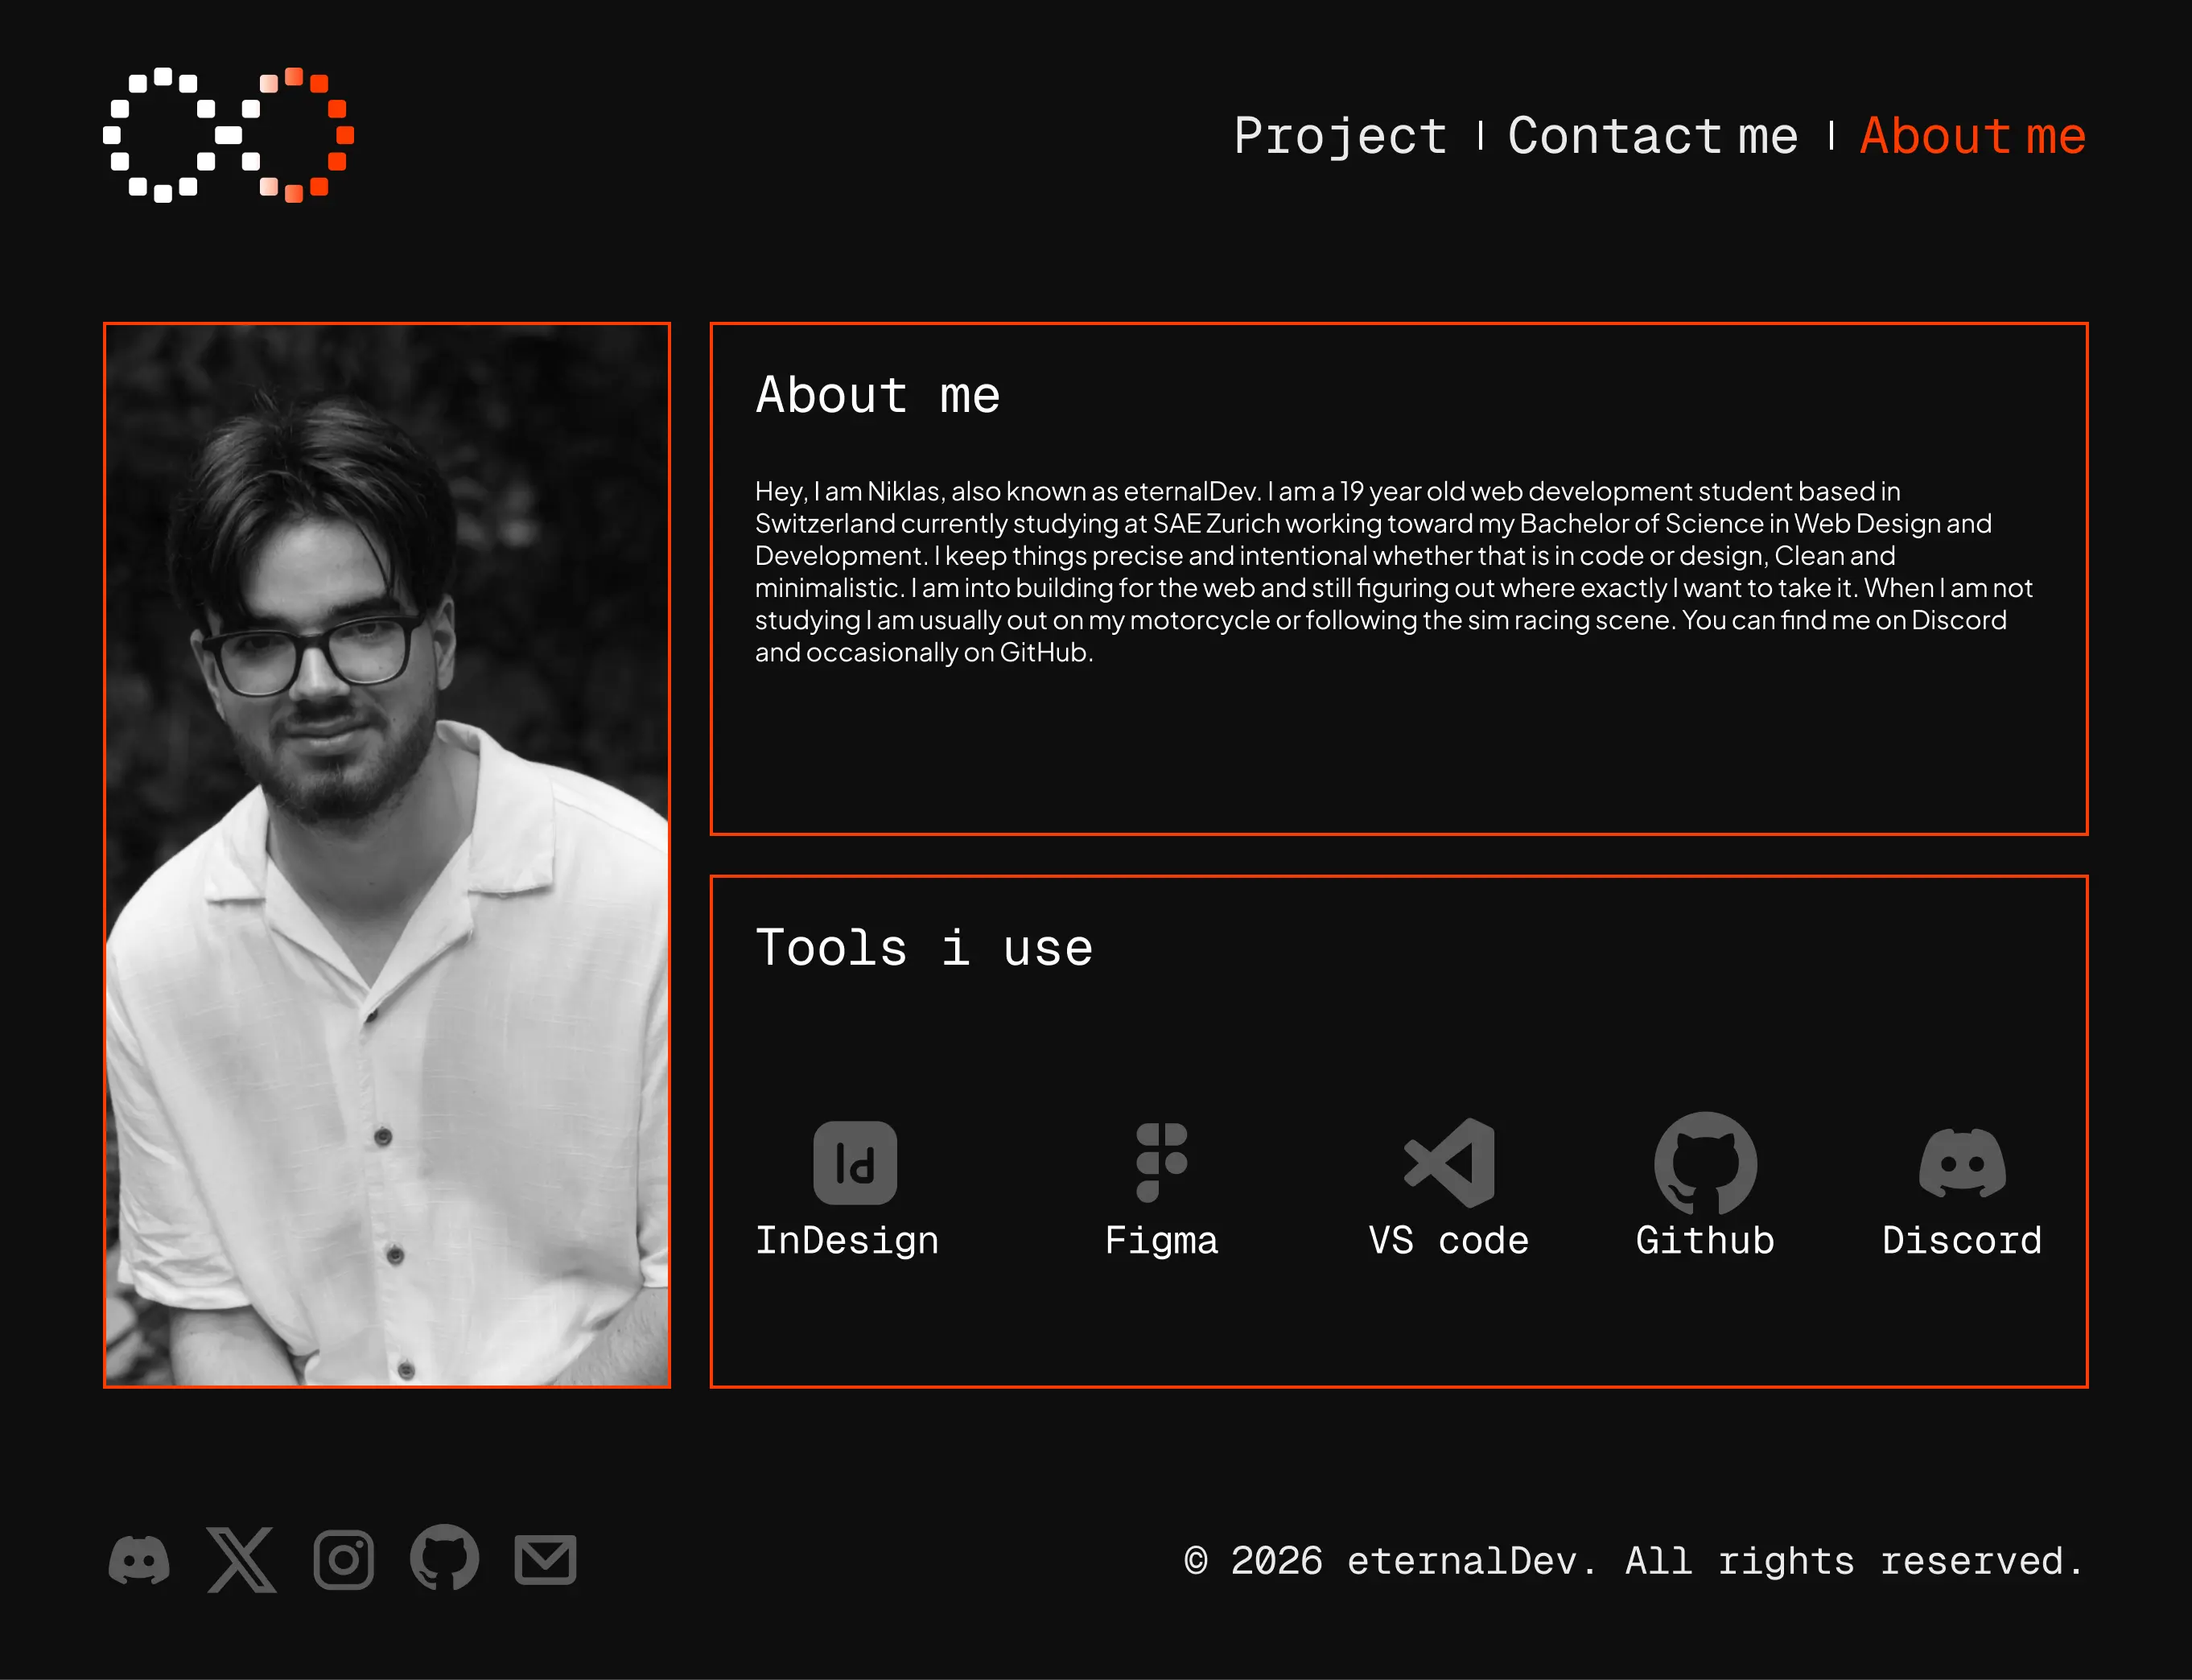 Project | Contact me | About me
About me
Hey, I am Niklas, also known as eternalDev. I am a 19 year old web development student based in
Switzerland currently studying at SAE Zurich working toward my Bachelor of Science in Web Design and
Development. I keep things precise and intentional whether that is in code or design, Clean and
minimalistic. I am into building for the web and still figuring out where exactly I want to take it. When I am not
studying I am usually out on my motorcycle or following the sim racing scene. You can find me on Discord
and occasionally on GitHub.
Tools i use
Id
InDesign Figma VS code Github Discord
© 2026 eternalDev. All rights reserved.